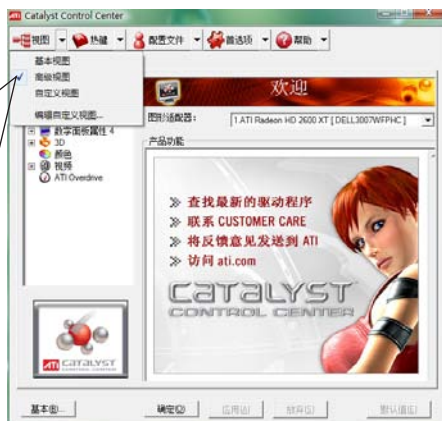 ATI Catalyst Control Center
视图 热键 配置文件 首选项 帮助
基本视图
高级视图
自定义视图
编辑自定义视图...
欢迎
图形适配器：
1.ATI Radeon HD 2600 XT [ DELL3007WFPHC ]
数字面板属性 4
3D
颜色
视频
ATI Overdrive
产品功能
查找最新的驱动程序
联系 CUSTOMER CARE
将反馈意见发送到 ATI
访问 ati.com
CATALYST
CONTROL CENTER
ATI CATALYST
基本(B)... 确定(O) 应用(A) 放弃(S) 默认值(E)